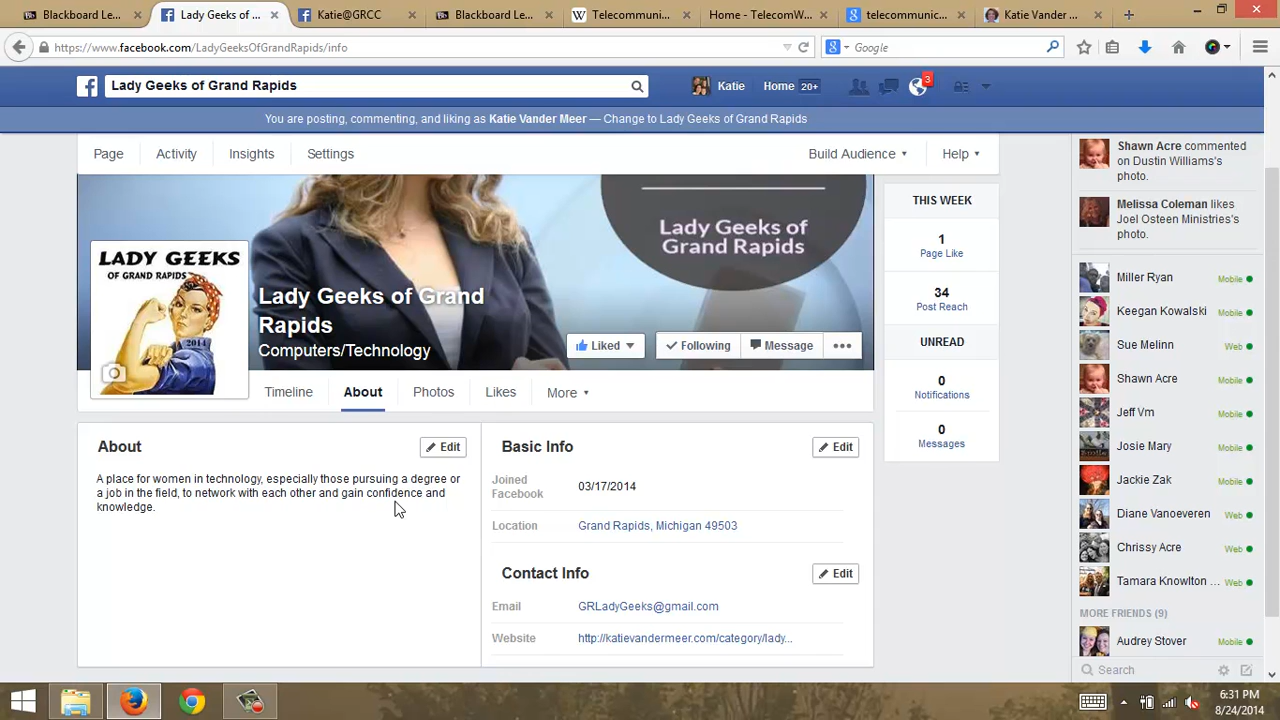 Blackboard Le...
Lady Geeks of ...
Katie@GRCC
Blackboard Le...
Telecommuni...
Home - TelecomW...
telecommunic...
Katie Vander ...
https://www.facebook.com/LadyGeeksOfGrandRapids/info
Google
Lady Geeks of Grand Rapids
Katie
Home 20+
3
You are posting, commenting, and liking as Katie Vander Meer — Change to Lady Geeks of Grand Rapids
Page
Activity
Insights
Settings
Build Audience
Help
Lady Geeks of
Grand Rapids
LADY GEEKS
OF GRAND RAPIDS
2014
Lady Geeks of Grand
Rapids
Computers/Technology
Liked
Following
Message
Timeline
About
Photos
Likes
More
THIS WEEK
1
Page Like
34
Post Reach
UNREAD
0
Notifications
0
Messages
About
Edit
A place for women in technology, especially those pursuing a degree or
a job in the field, to network with each other and gain confidence and
knowledge.
Basic Info
Edit
Joined
Facebook
03/17/2014
Location
Grand Rapids, Michigan 49503
Contact Info
Edit
Email
GRLadyGeeks@gmail.com
Website
http://katievandermeer.com/category/lady...
Shawn Acre commented
on Dustin Williams's
photo.
Melissa Coleman likes
Joel Osteen Ministries's
photo.
Miller Ryan Mobile
Keegan Kowalski Mobile
Sue Melinn Web
Shawn Acre Mobile
Jeff Vm Mobile
Josie Mary Mobile
Jackie Zak Mobile
Diane Vanoeveren Web
Chrissy Acre Web
Tamara Knowlton ... Web
MORE FRIENDS (9)
Audrey Stover Mobile
Search
6:31 PM
8/24/2014